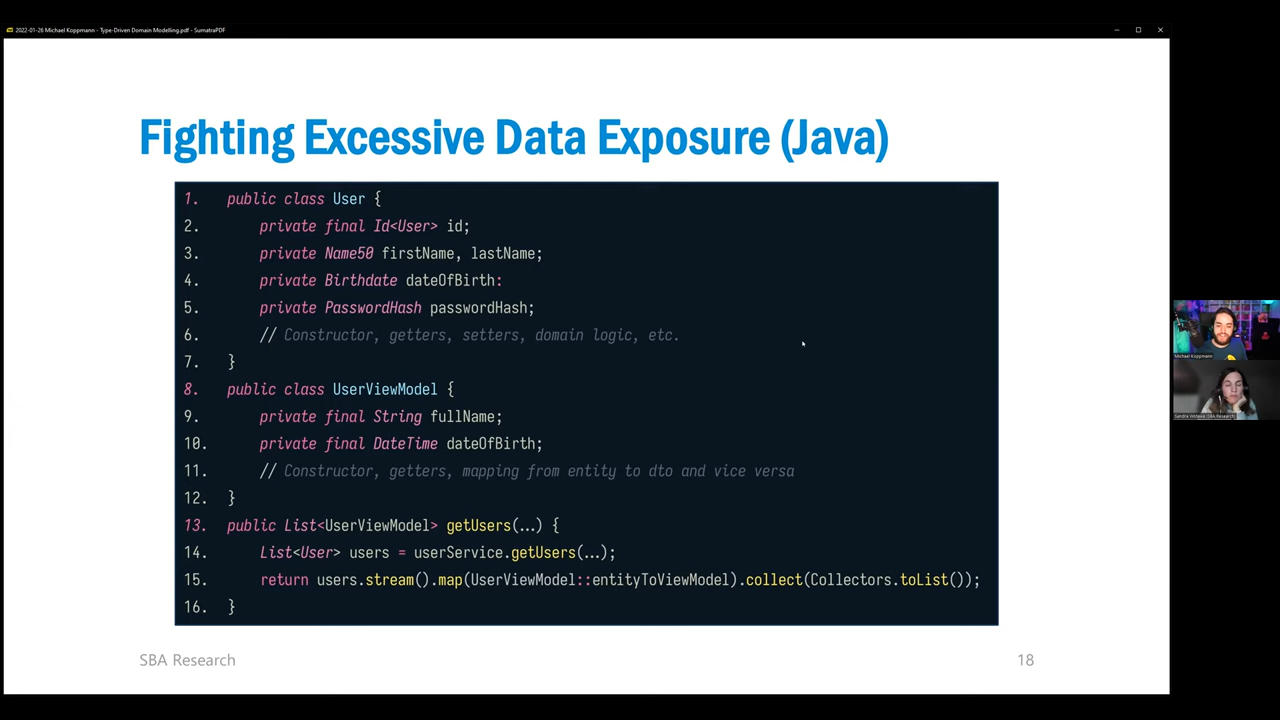 2022-01-26 Michael Koppmann - Type-Driven Domain Modelling.pdf - SumatraPDF
Fighting Excessive Data Exposure (Java)
1. public class User {
2. private final Id<User> id;
3. private Name50 firstName, lastName;
4. private Birthdate dateOfBirth:
5. private PasswordHash passwordHash;
6. // Constructor, getters, setters, domain logic, etc.
7. }
8. public class UserViewModel {
9. private final String fullName;
10. private final DateTime dateOfBirth;
11. // Constructor, getters, mapping from entity to dto and vice versa
12. }
13. public List<UserViewModel> getUsers(...) {
14. List<User> users = userService.getUsers(...);
15. return users.stream().map(UserViewModel::entityToViewModel).collect(Collectors.toList());
16. }
SBA Research
18
Michael Koppmann
(SBA Research)